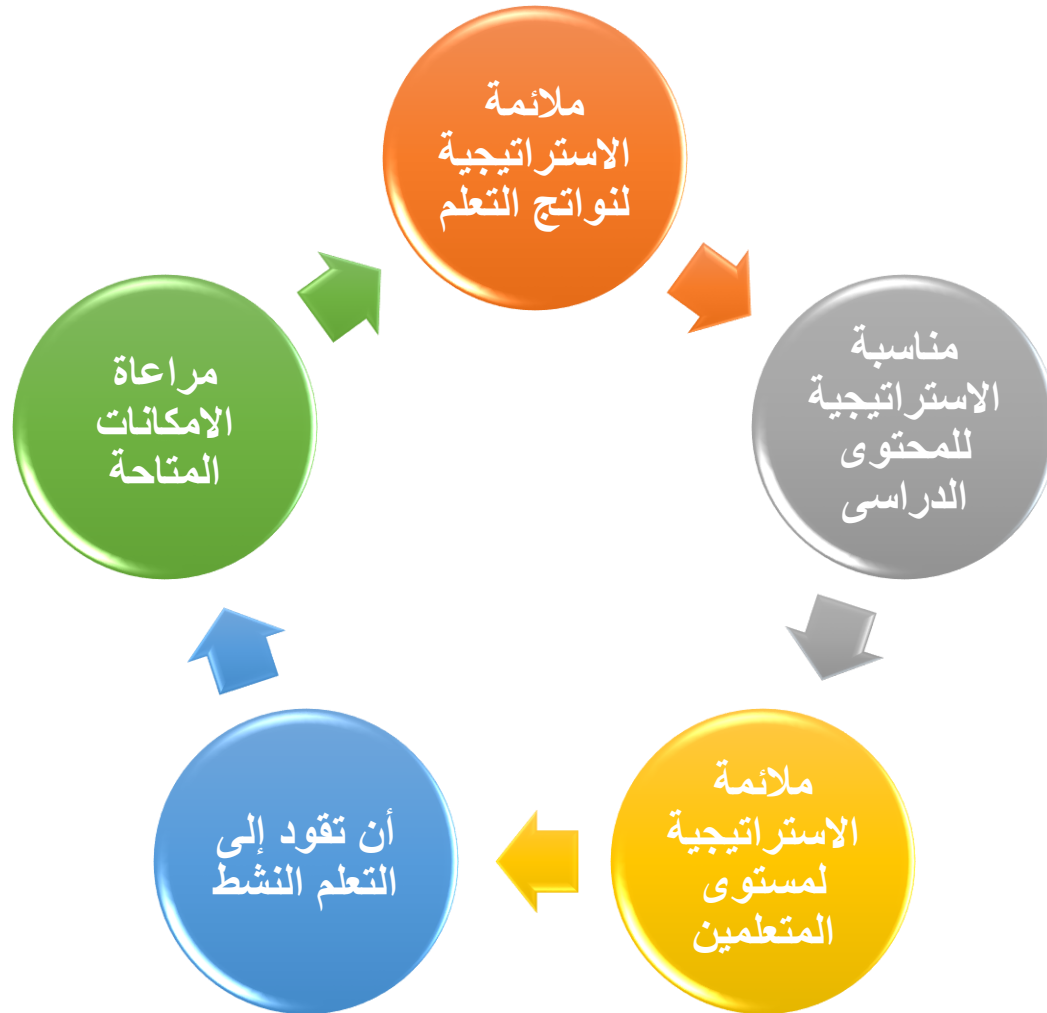 ملائمة
الاستراتيجية
لنواتج التعلم
مناسبة
الاستراتيجية
للمحتوى
الدراسى
ملائمة
الاستراتيجية
لمستوى
المتعلمين
أن تقود إلى
التعلم النشط
مراعاة
الامكانات
المتاحة